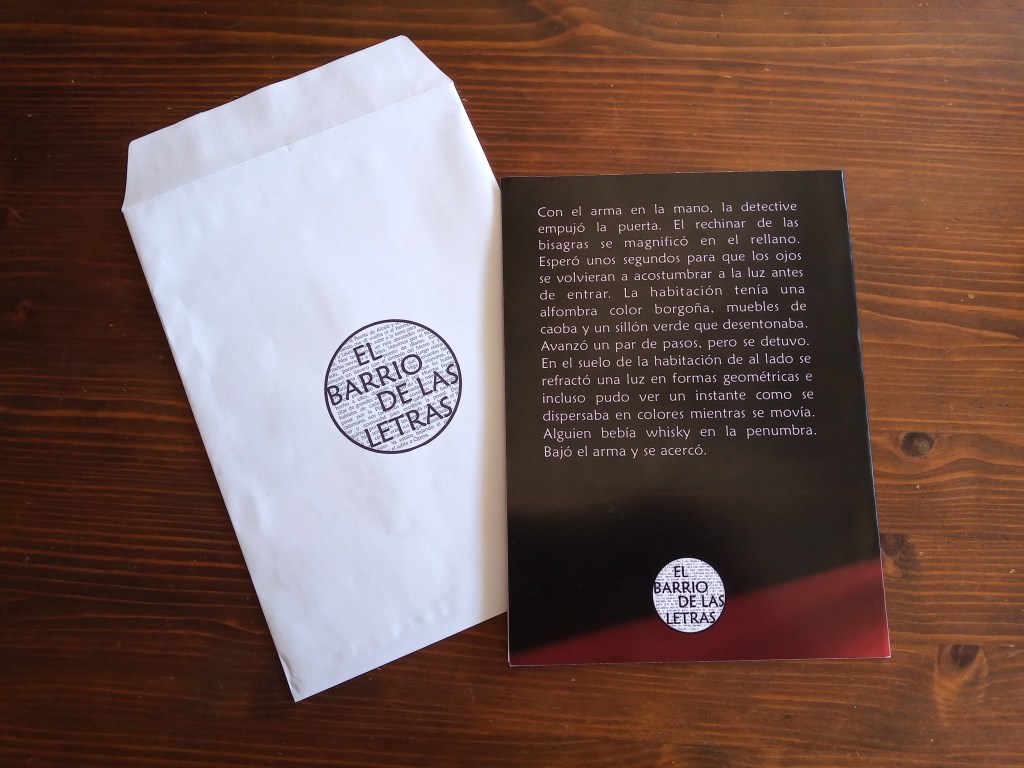 EL
BARRIO
DE LAS
LETRAS
Con el arma en la mano, la detective
empujó la puerta. El rechinar de las
bisagras se magnificó en el rellano.
Esperó unos segundos para que los ojos
se volvieran a acostumbrar a la luz antes
de entrar. La habitación tenía una
alfombra color borgoña, muebles de
caoba y un sillón verde que desentonaba.
Avanzó un par de pasos, pero se detuvo.
En el suelo de la habitación de al lado se
refractó una luz en formas geométricas e
incluso pudo ver un instante como se
dispersaba en colores mientras se movía.
Alguien bebía whisky en la penumbra.
Bajó el arma y se acercó.
EL
BARRIO
DE LAS
LETRAS